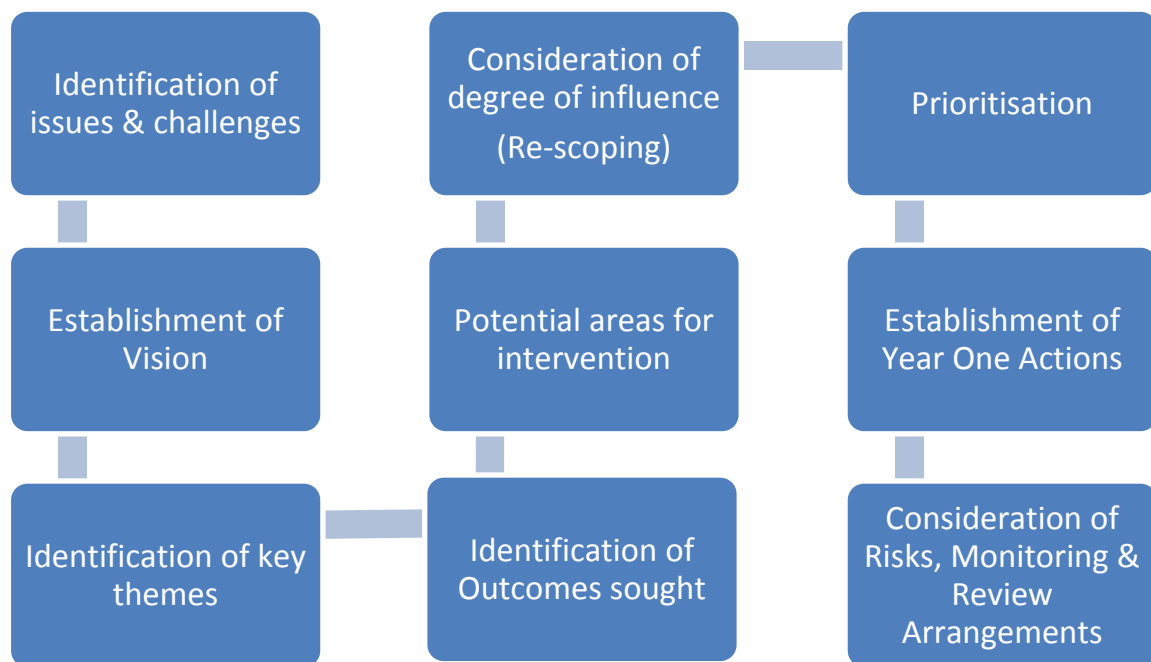 Identification of
issues & challenges
Establishment of
Vision
Identification of key
themes
Identification of
Outcomes sought
Potential areas for
intervention
Consideration of
degree of influence
(Re-scoping)
Prioritisation
Establishment of
Year One Actions
Consideration of
Risks, Monitoring &
Review
Arrangements